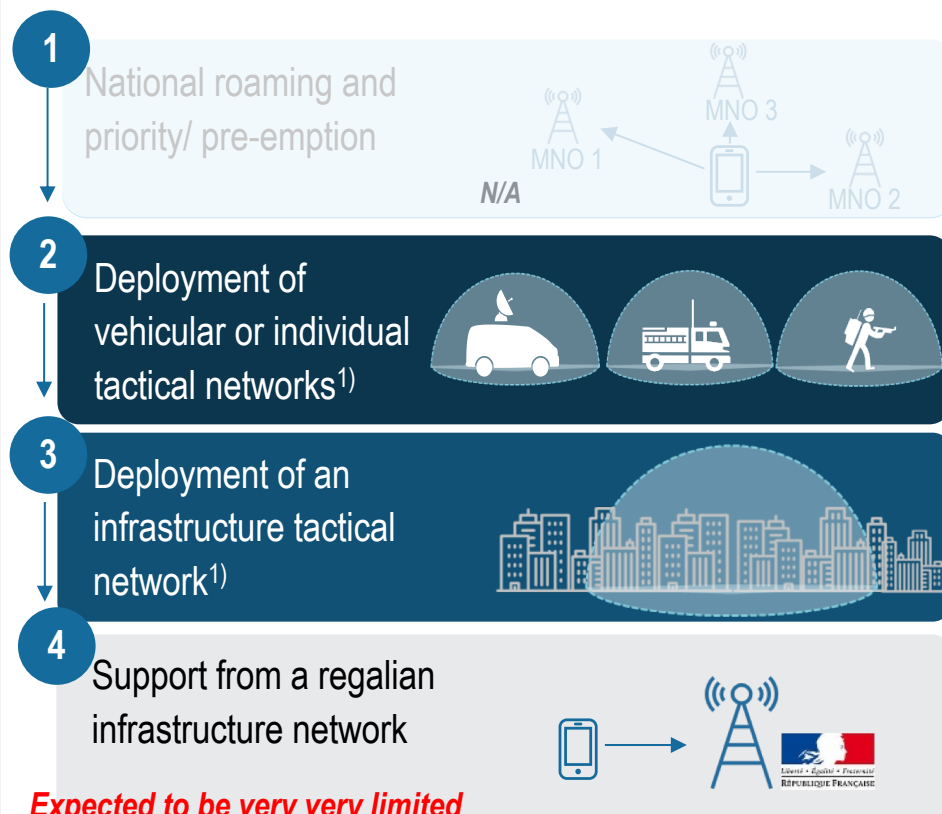 1
National roaming and
priority/ pre-emption
MNO 1
MNO 3
MNO 2
N/A
2
Deployment of
vehicular or individual
tactical networks1)
3
Deployment of an
infrastructure tactical
network1)
4
Support from a regalian
infrastructure network
Liberté • Égalité • Fraternité
RÉPUBLIQUE FRANÇAISE
Expected to be very very limited